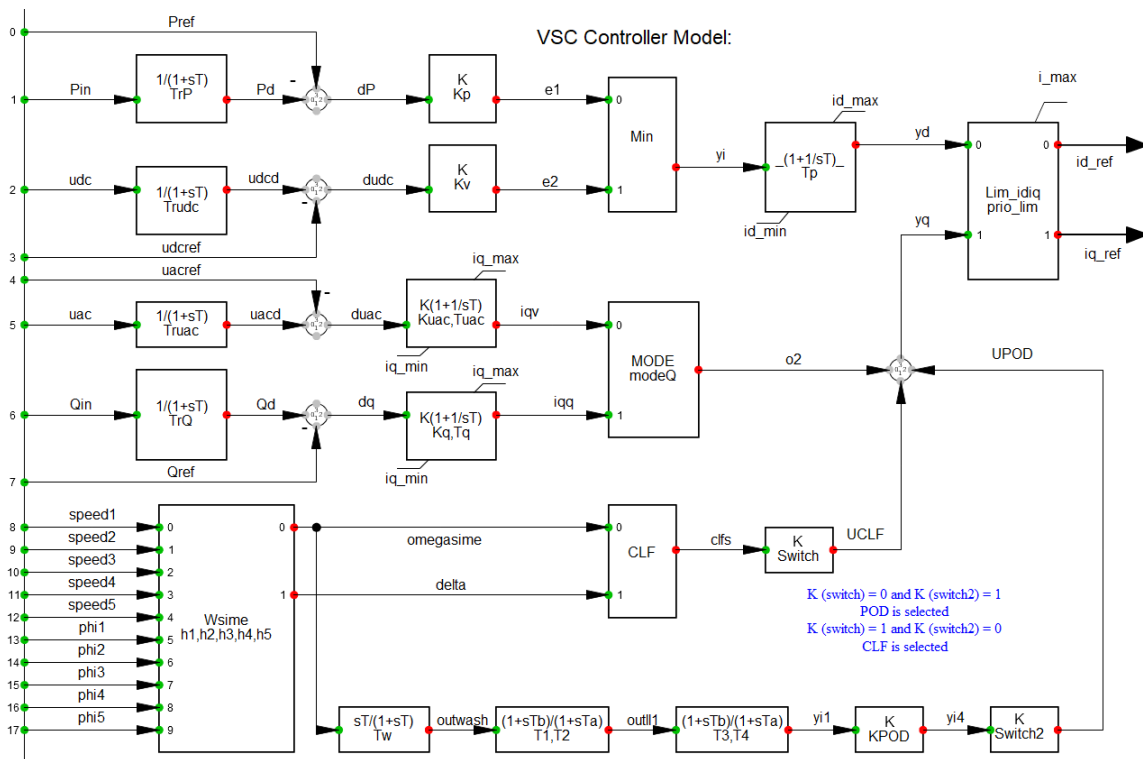 VSC Controller Model:
0
Pref
1
Pin
1/(1+sT)
TrP
Pd
-
dP
K
Kp
e1
2
udc
1/(1+sT)
Trudc
udcd
-
dudc
K
Kv
e2
3
udcref
0
1
Min
yi
id_max
_(1+1/sT)_
Tp
id_min
yd
yq
i_max
0
1
Lim_idiq
prio_lim
0
1
id_ref
iq_ref
4
uacref
5
uac
1/(1+sT)
Truac
uacd
-
duac
iq_max
K(1+1/sT)
Kuac,Tuac
iq_min
iqv
6
Qin
1/(1+sT)
TrQ
Qd
-
dq
iq_max
K(1+1/sT)
Kq,Tq
iq_min
iqq
7
Qref
0
1
MODE
modeQ
o2
UPOD
8
speed1
9
speed2
10
speed3
11
speed4
12
speed5
13
phi1
14
phi2
15
phi3
16
phi4
17
phi5
0
1
2
3
4
5
6
7
8
9
Wsime
h1,h2,h3,h4,h5
0
1
omegasime
delta
0
1
CLF
clfs
K
Switch
UCLF
K (switch) = 0 and K (switch2) = 1
POD is selected
K (switch) = 1 and K (switch2) = 0
CLF is selected
sT/(1+sT)
Tw
outwash
(1+sTb)/(1+sTa)
T1,T2
outll1
(1+sTb)/(1+sTa)
T3,T4
yi1
K
KPOD
yi4
K
Switch2